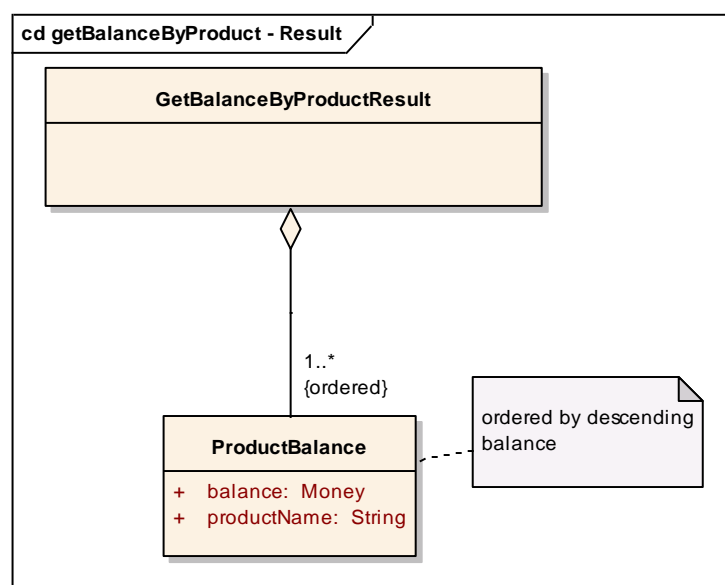 cd getBalanceByProduct - Result
GetBalanceByProductResult
1..*
{ordered}
ordered by descending
balance
ProductBalance
+ balance: Money
+ productName: String